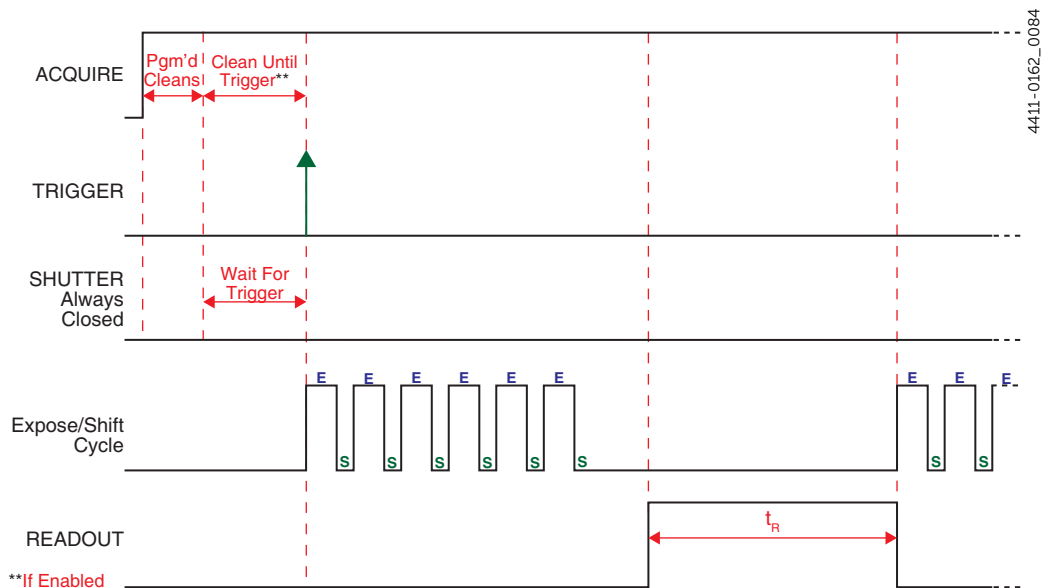 4411-0162_0084
ACQUIRE
Pgm'd
Cleans
Clean Until
Trigger**
TRIGGER
SHUTTER
Always
Closed
Wait For
Trigger
Expose/Shift
Cycle
E E E E E E E E E
S S S S S S S S
READOUT
tR
**If Enabled